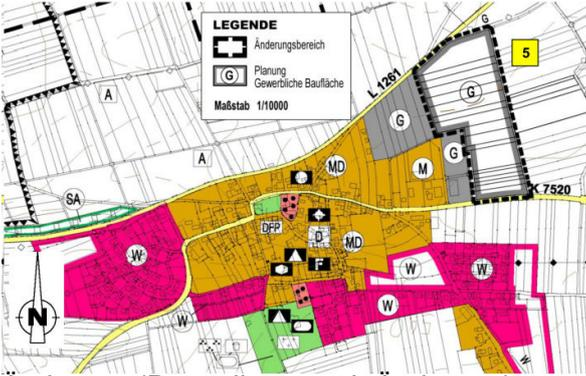 LEGENDE
Änderungsbereich
G Planung
Gewerbliche Baufläche
Maßstab 1/10000
G
5
L 1261
G
A
G
A
MD
M
G
K 7520
SA
DFP
D
MD
W
F
W
W
W
W
N
W